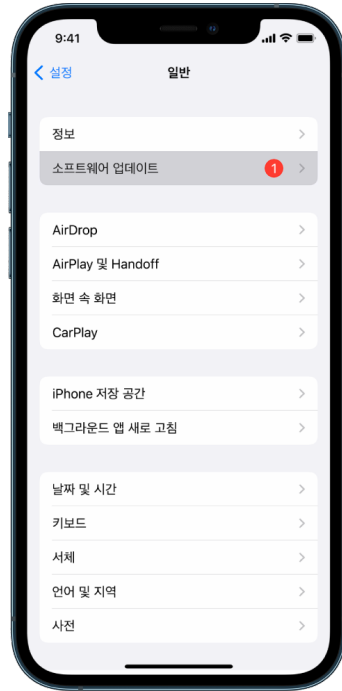 9:41
설정
일반
정보
소프트웨어 업데이트 1
AirDrop
AirPlay 및 Handoff
화면 속 화면
CarPlay
iPhone 저장 공간
백그라운드 앱 새로 고침
날짜 및 시간
키보드
서체
언어 및 지역
사전